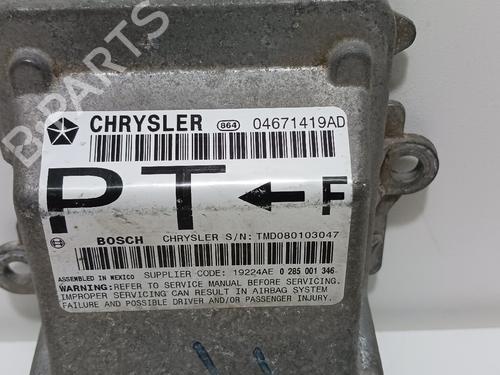 B-PARTS
CHRYSLER 864 04671419AD
PT ← F
BOSCH CHRYSLER S/N: TMD080103047
ASSEMBLED IN MEXICO SUPPLIER CODE: 19224AE 0 285 001 346
WARNING: REFER TO SERVICE MANUAL BEFORE SERVICING.
IMPROPER SERVICING CAN RESULT IN AIRBAG SYSTEM
FAILURE AND POSSIBLE DRIVER AND/OR PASSENGER INJURY.